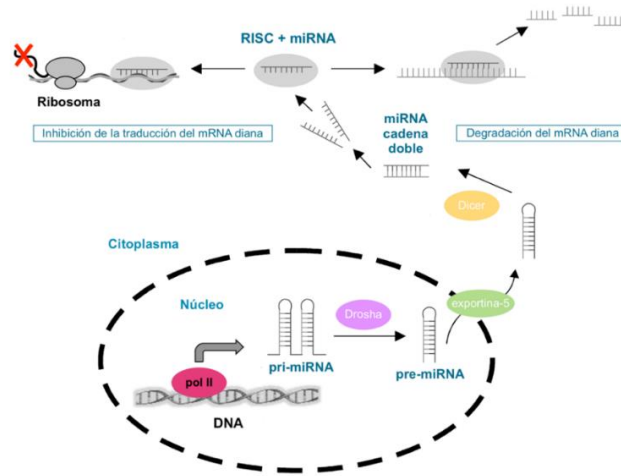 RISC + miRNA
Ribosoma
Inhibición de la traducción del mRNA diana
miRNA
cadena
doble
Degradación del mRNA diana
Dicer
Citoplasma
exportina-5
Núcleo
Drosha
pri-miRNA
pre-miRNA
pol II
DNA